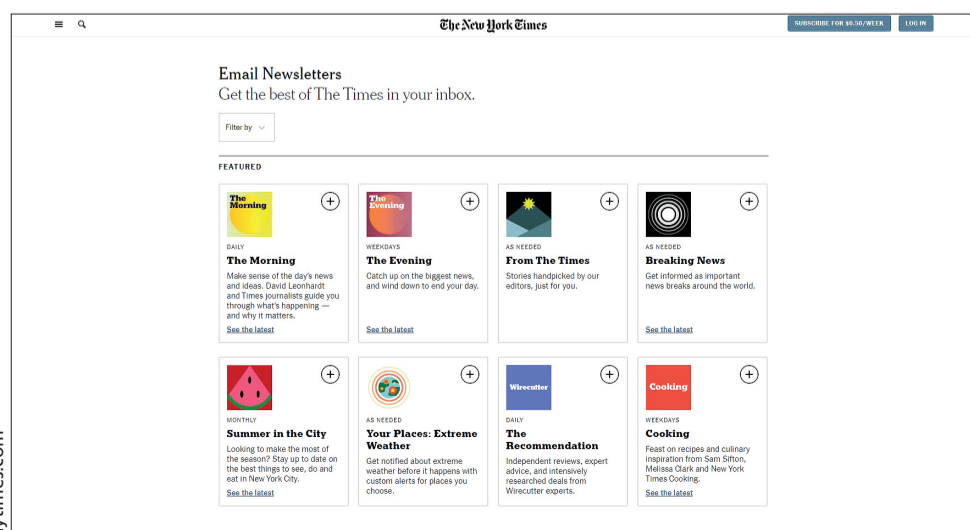 The New York Times
SUBSCRIBE FOR $0.50/WEEK
LOG IN
Email Newsletters
Get the best of The Times in your inbox.
Filter by
FEATURED
The
Morning
DAILY
The Morning
Make sense of the day's news
and ideas. David Leonhardt
and Times journalists guide you
through what's happening —
and why it matters.
See the latest
The
Evening
WEEKDAYS
The Evening
Catch up on the biggest news,
and wind down to end your day.
See the latest
AS NEEDED
From The Times
Stories handpicked by our
editors, just for you.
AS NEEDED
Breaking News
Get informed as important
news breaks around the world.
See the latest
MONTHLY
Summer in the City
Looking to make the most of
the season? Stay up to date on
the best things to see, do and
eat in New York City.
See the latest
AS NEEDED
Your Places: Extreme
Weather
Get notified about extreme
weather before it happens with
custom alerts for places you
choose.
Wirecutter
DAILY
The
Recommendation
Independent reviews, expert
advice, and intensively
researched deals from
Wirecutter experts.
Cooking
WEEKDAYS
Cooking
Feast on recipes and culinary
inspiration from Sam Sifton,
Melissa Clark and New York
Times Cooking.
See the latest